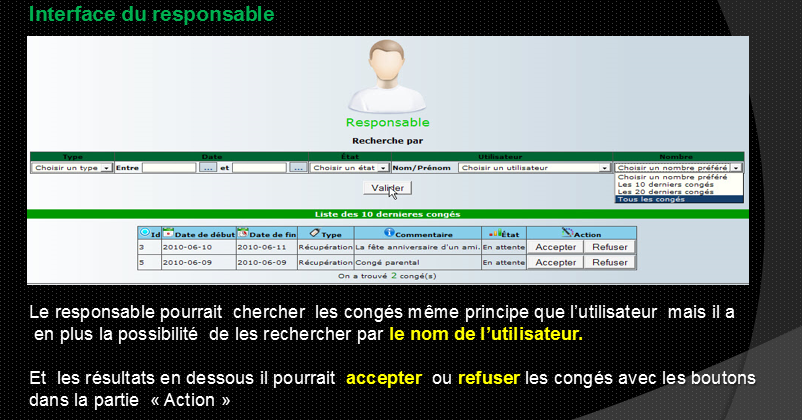 Interface du responsable
Responsable
Recherche par
Type Date État Utilisateur Nombre
Choisir un type Entre ... et ... Choisir un état Nom/Prénom Choisir un utilisateur Choisir un nombre préféré
Choisir un nombre préféré
Les 10 derniers congés
Les 20 derniers congés
Tous les congés
Valider
Liste des 10 dernieres congés
Id Date de début Date de fin Type Commentaire État Action
3 2010-06-10 2010-06-11 Récupération La fête anniversaire d'un ami. En attente Accepter Refuser
5 2010-06-09 2010-06-09 Récupération Congé parental En attente Accepter Refuser
On a trouvé 2 congé(s)
Le responsable pourrait chercher les congés même principe que l’utilisateur mais il a
en plus la possibilité de les rechercher par le nom de l’utilisateur.
Et les résultats en dessous il pourrait accepter ou refuser les congés avec les boutons
dans la partie « Action »